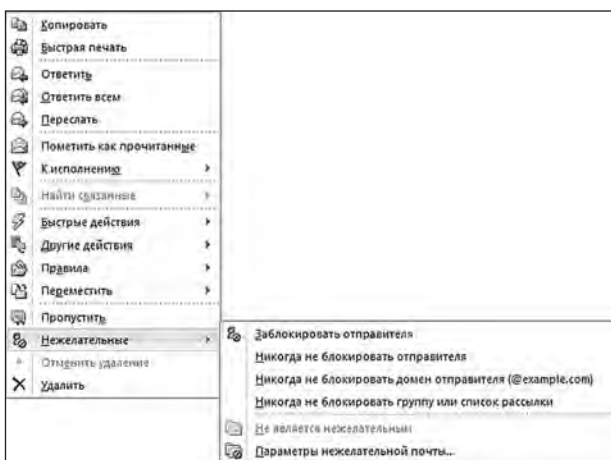 Копировать
Быстрая печать
Ответить
Ответить всем
Переслать
Пометить как прочитанные
К исполнению
Найти связанные
Быстрые действия
Другие действия
Правила
Переместить
Пропустить
Нежелательные
Отменить удаление
Удалить
Заблокировать отправителя
Никогда не блокировать отправителя
Никогда не блокировать домен отправителя (@example.com)
Никогда не блокировать группу или список рассылки
Не является нежелательным
Параметры нежелательной почты...